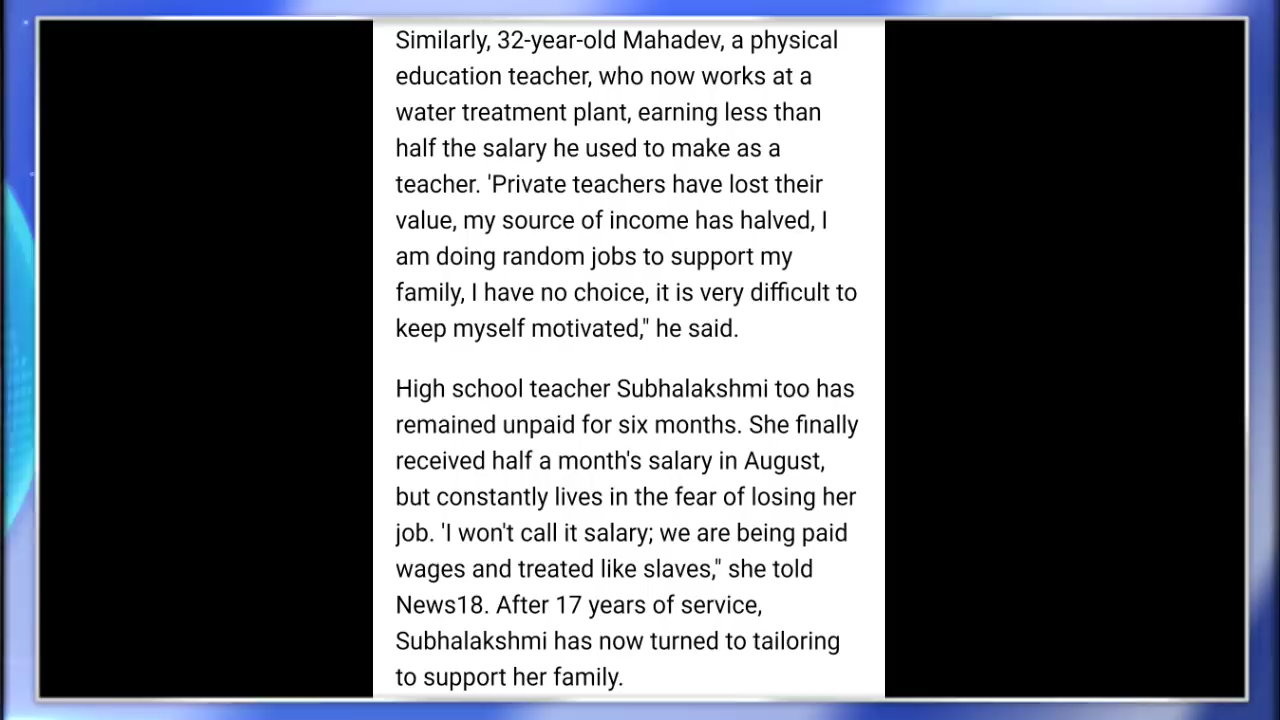 Similarly, 32-year-old Mahadev, a physical
education teacher, who now works at a
water treatment plant, earning less than
half the salary he used to make as a
teacher. 'Private teachers have lost their
value, my source of income has halved, I
am doing random jobs to support my
family, I have no choice, it is very difficult to
keep myself motivated," he said.
High school teacher Subhalakshmi too has
remained unpaid for six months. She finally
received half a month's salary in August,
but constantly lives in the fear of losing her
job. 'I won't call it salary; we are being paid
wages and treated like slaves," she told
News18. After 17 years of service,
Subhalakshmi has now turned to tailoring
to support her family.